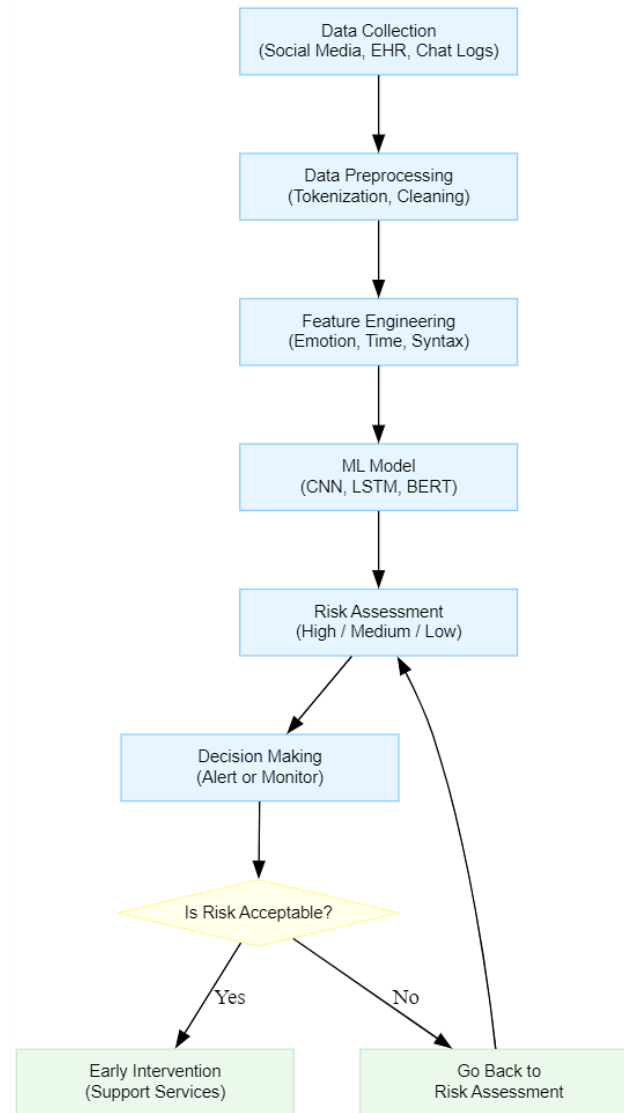 Data Collection
(Social Media, EHR, Chat Logs)
Data Preprocessing
(Tokenization, Cleaning)
Feature Engineering
(Emotion, Time, Syntax)
ML Model
(CNN, LSTM, BERT)
Risk Assessment
(High / Medium / Low)
Decision Making
(Alert or Monitor)
Is Risk Acceptable?
Yes
No
Early Intervention
(Support Services)
Go Back to
Risk Assessment